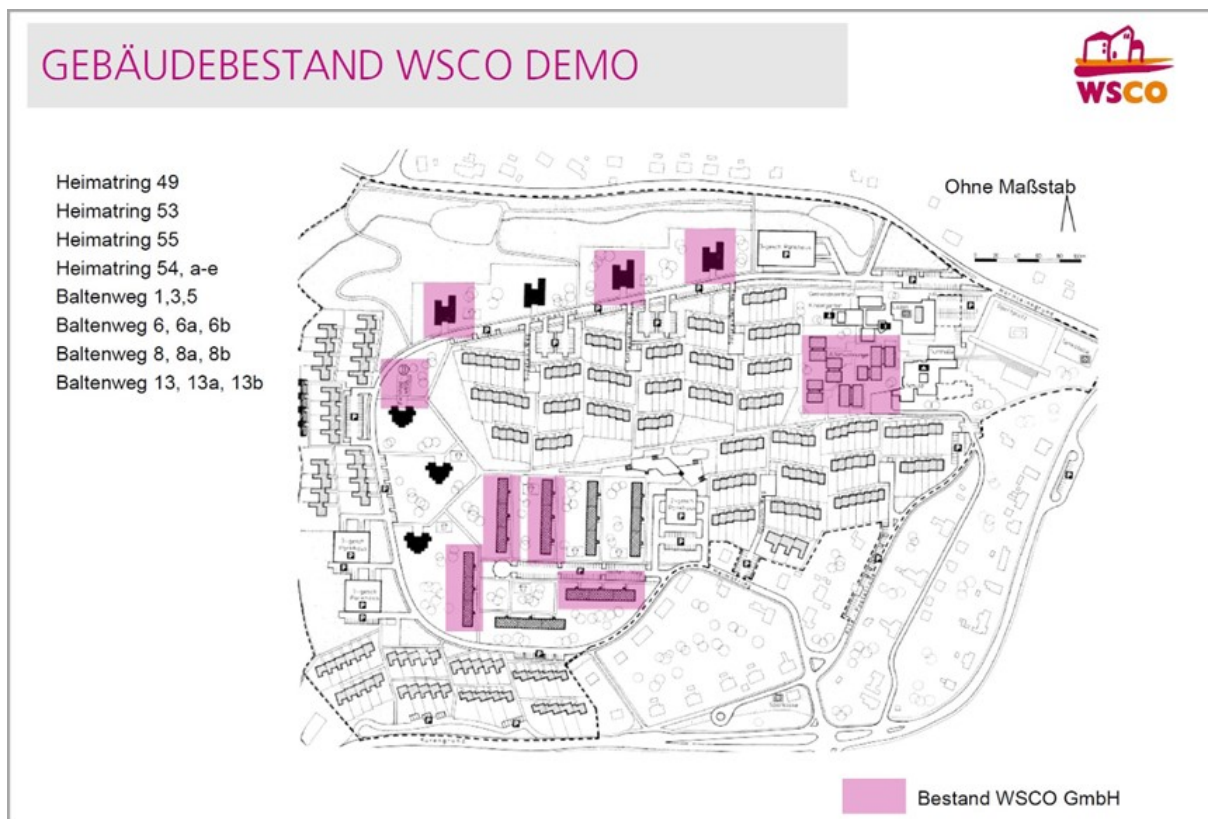 GEBÄUDEBESTAND WSCO DEMO
WSCO
Heimatring 49
Heimatring 53
Heimatring 55
Heimatring 54, a-e
Baltenweg 1,3,5
Baltenweg 6, 6a, 6b
Baltenweg 8, 8a, 8b
Baltenweg 13, 13a, 13b
Ohne Maßstab
Bestand WSCO GmbH